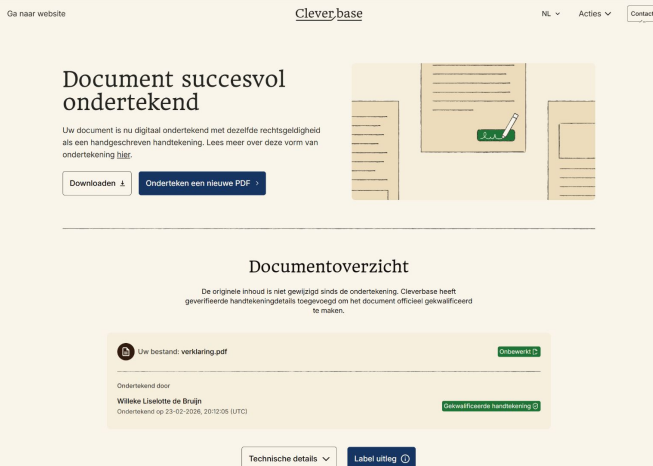 Ga naar website
Clever base
NL
Acties
Contact
Document succesvol
ondertekend
Uw document is nu digitaal ondertekend met dezelfde rechtsgeldigheid
als een handgeschreven handtekening. Lees meer over deze vorm van
ondertekening hier.
Downloaden
Onderteken een nieuwe PDF
Documentoverzicht
De originele inhoud is niet gewijzigd sinds de ondertekening. Cleverbase heeft
geverifieerde handtekeningdetails toegevoegd om het document officieel gekwalificeerd
te maken.
Uw bestand: verklaring.pdf
Onbewerkt
Ondertekend door
Willeke Liselotte de Bruijn
Ondertekend op 23-02-2026, 20:12:05 (UTC)
Gekwalificeerde handtekening
Technische details
Label uitleg